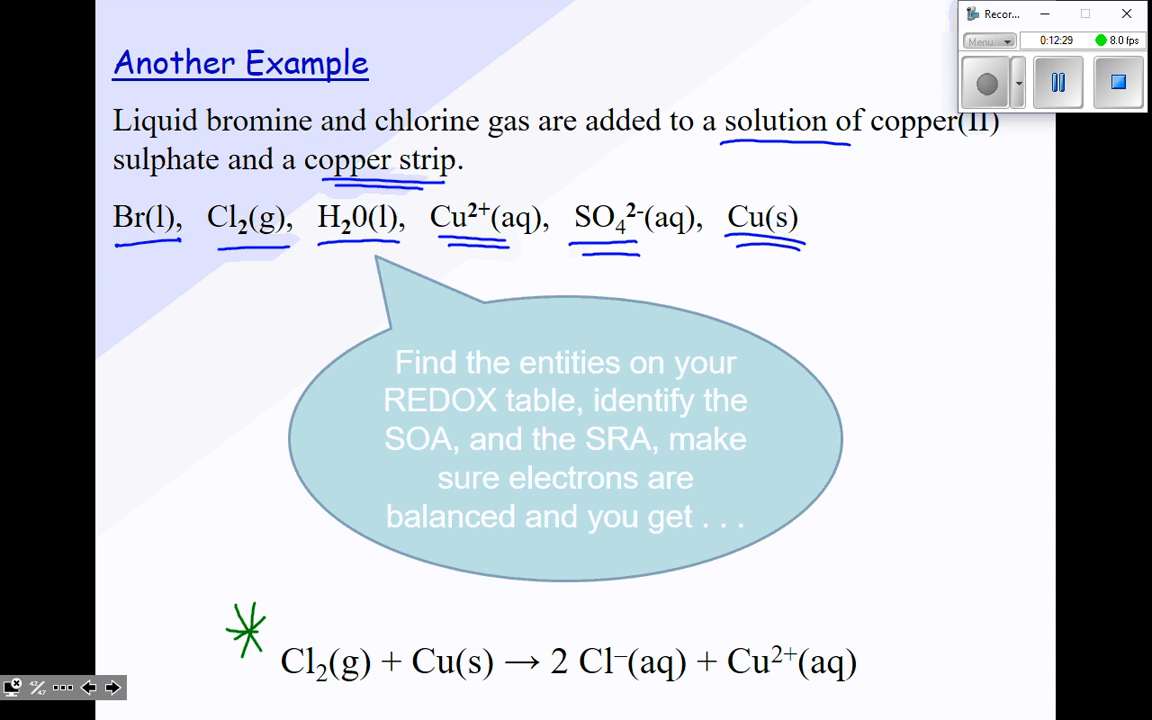 Recor...
Menu
0:12:29
8.0 fps
Another Example
Liquid bromine and chlorine gas are added to a solution of copper(II)
sulphate and a copper strip.
Br(l), Cl₂(g), H₂0(l), Cu²⁺(aq), SO₄²⁻(aq), Cu(s)
Find the entities on your
REDOX table, identify the
SOA, and the SRA, make
sure electrons are
balanced and you get . . .
Cl₂(g) + Cu(s) → 2 Cl⁻(aq) + Cu²⁺(aq)
42/47